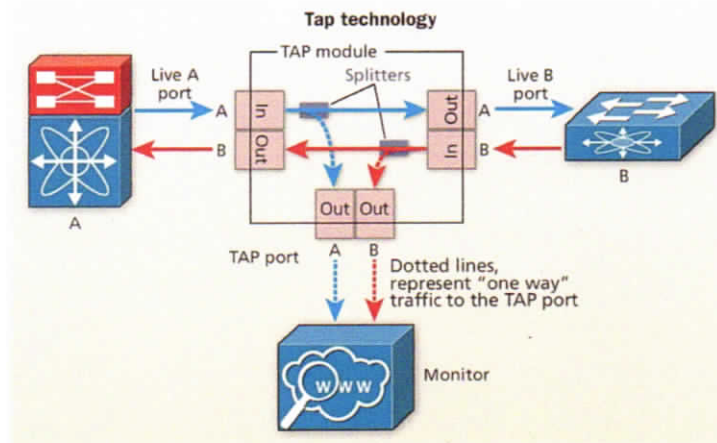 Tap technology
TAP module
Live A
port
Splitters
Live B
port
A
In
Out
A
B
Out
In
B
A
B
Out
Out
TAP port
A
B
Dotted lines,
represent “one way”
traffic to the TAP port
www
Monitor